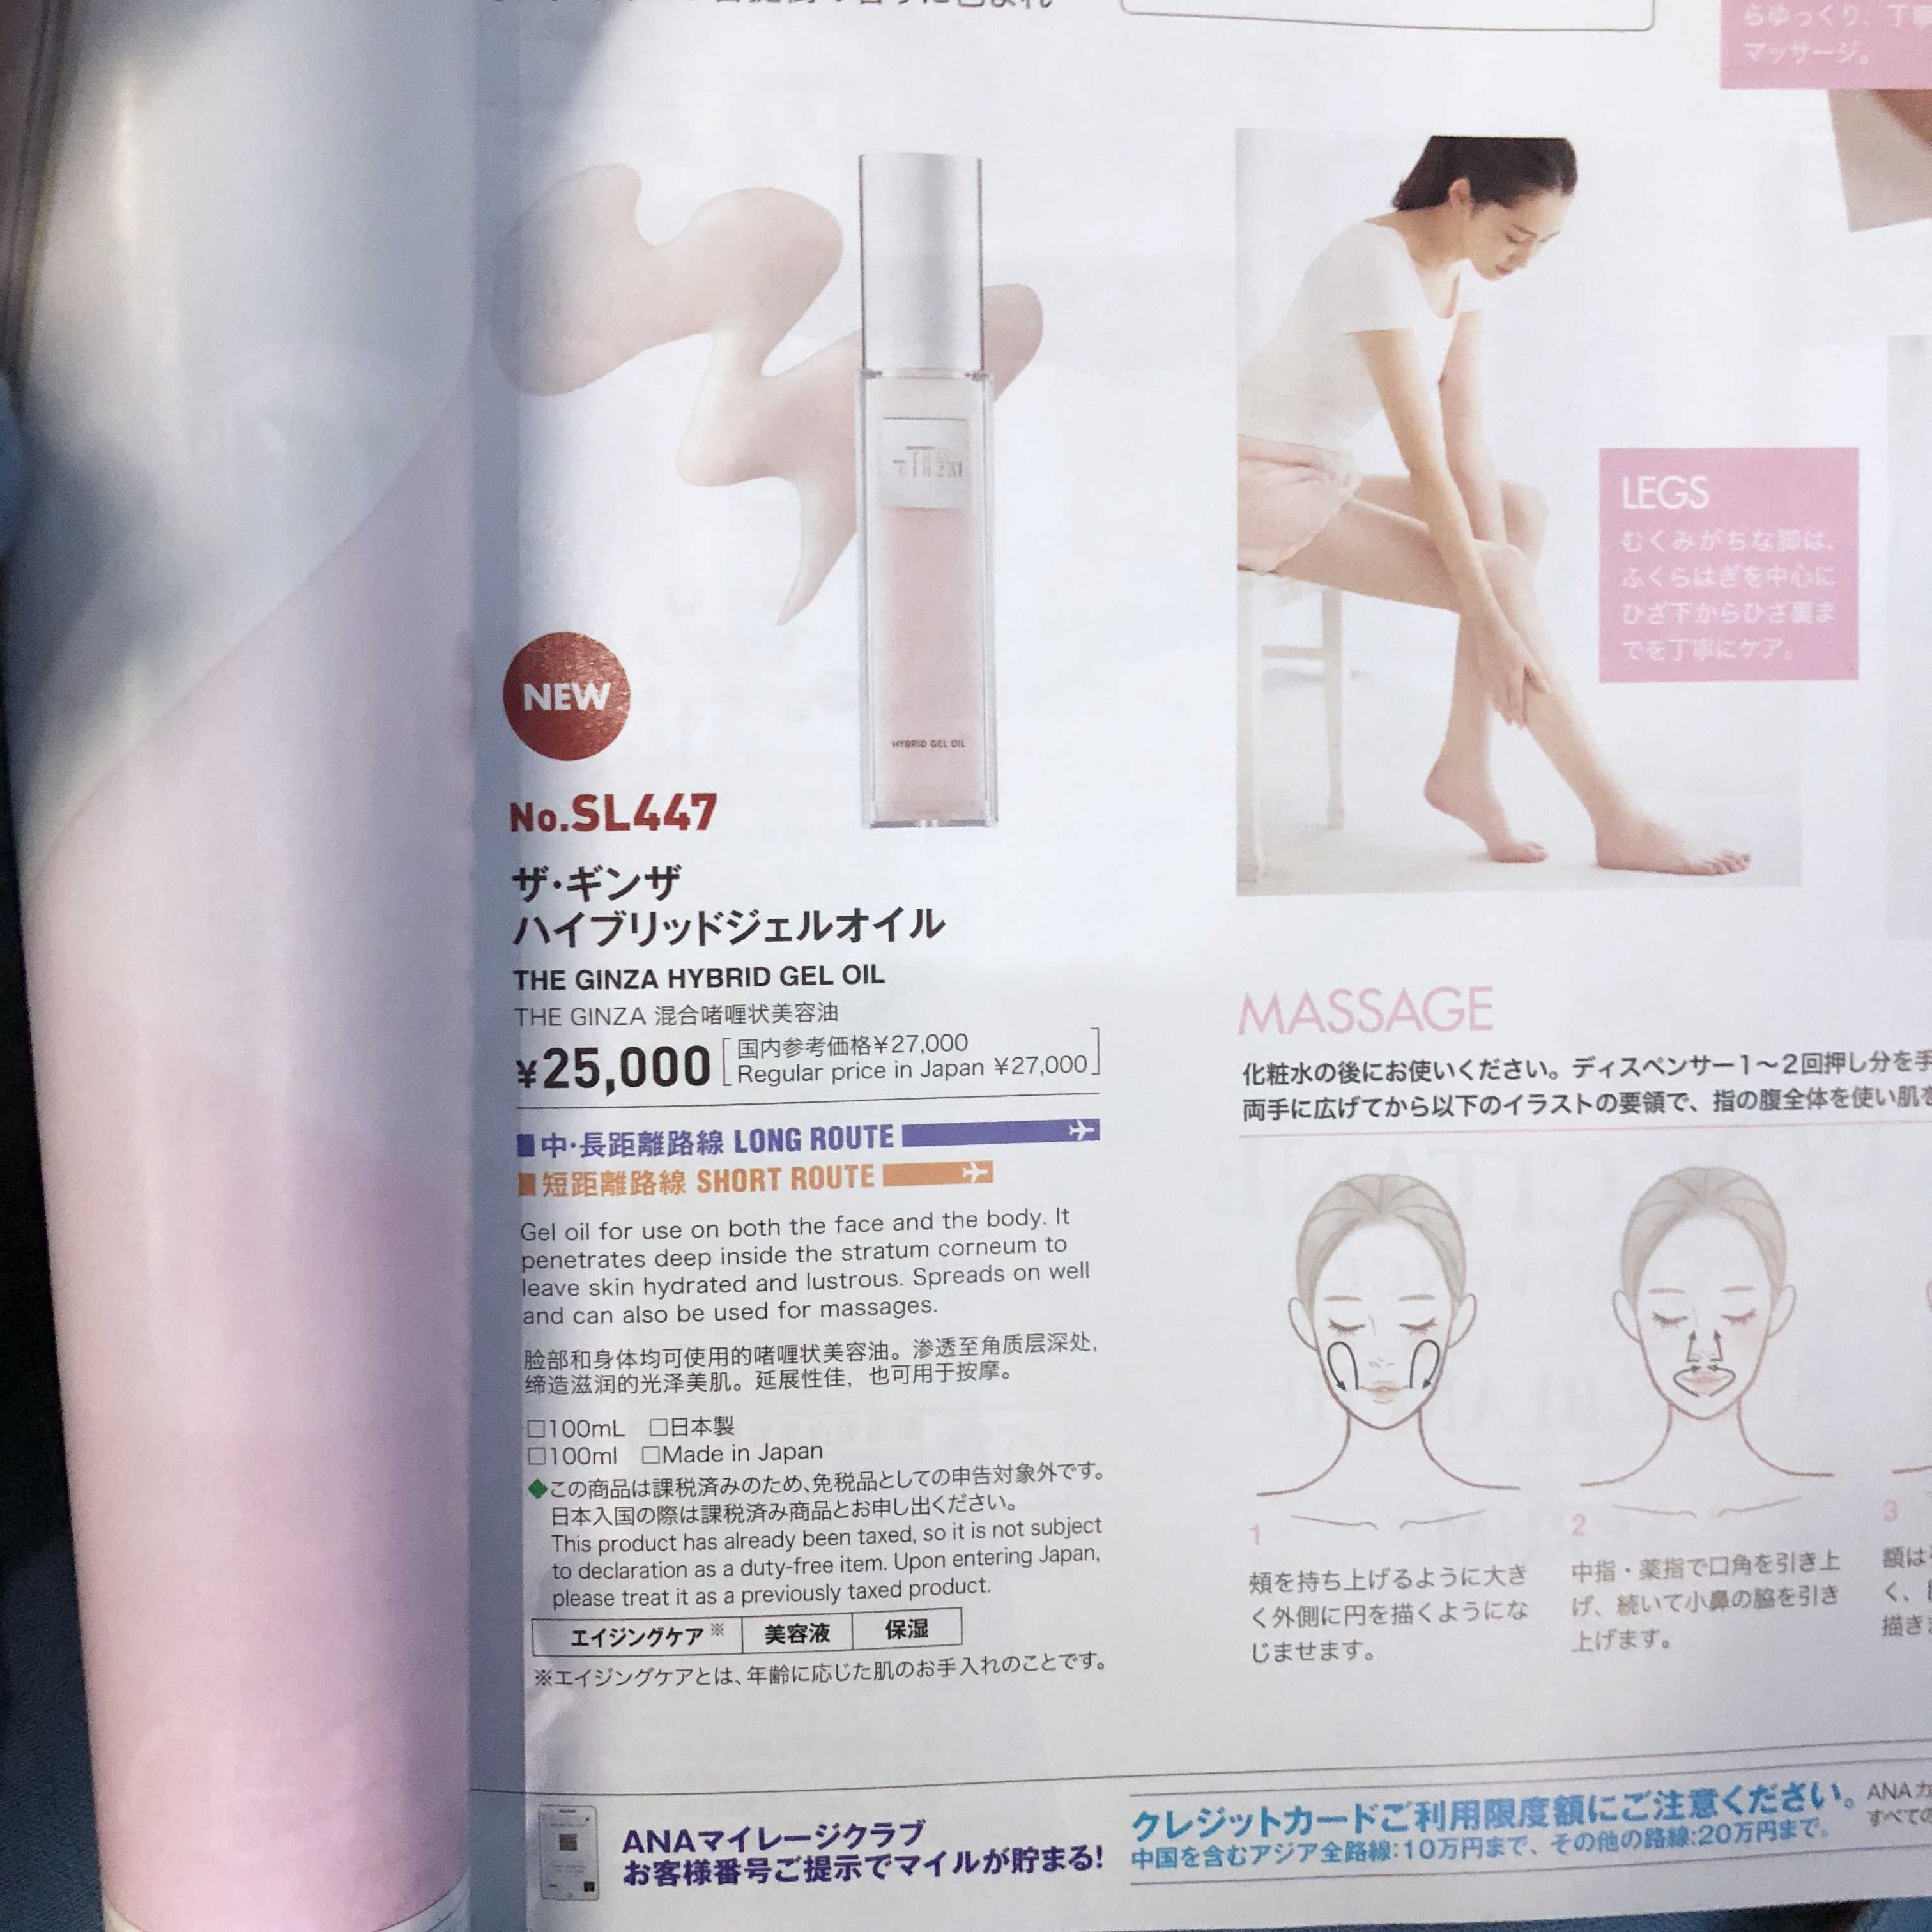 らゆっくり、丁
マッサージ。
HYBRID GEL OIL
LEGS
むくみがちな脚は、
ふくらはぎを中心に
ひざ下からひざ裏ま
でを丁寧にケア。
NEW
No.SL447
ザ・ギンザ
ハイブリッドジェルオイル
THE GINZA HYBRID GEL OIL
THE GINZA 混合啫喱状美容油
¥25,000
国内参考価格¥27,000
Regular price in Japan ¥27,000
■中・長距離路線 LONG ROUTE
■短距離路線 SHORT ROUTE
Gel oil for use on both the face and the body. It
penetrates deep inside the stratum corneum to
leave skin hydrated and lustrous. Spreads on well
and can also be used for massages.
脸部和身体均可使用的啫喱状美容油。渗透至角质层深处，
缔造滋润的光泽美肌。延展性佳，也可用于按摩。
□100mL □日本製
□100ml □Made in Japan
◆この商品は課税済みのため、免税品としての申告対象外です。
日本入国の際は課税済み商品とお申し出ください。
This product has already been taxed, so it is not subject
to declaration as a duty-free item. Upon entering Japan,
please treat it as a previously taxed product.
エイジングケア※ 美容液 保湿
※エイジングケアとは、年齢に応じた肌のお手入れのことです。
MASSAGE
化粧水の後にお使いください。ディスペンサー1〜2回押し分を手
両手に広げてから以下のイラストの要領で、指の腹全体を使い肌を
1
頬を持ち上げるように大き
く外側に円を描くようにな
じませます。
2
中指・薬指で口角を引き上
げ、続いて小鼻の脇を引き
上げます。
3
額は
く、
描き
ANAマイレージクラブ
お客様番号ご提示でマイルが貯まる!
クレジットカードご利用限度額にご注意ください。
中国を含むアジア全路線:10万円まで、その他の路線:20万円まで。
ANAカ
すべての